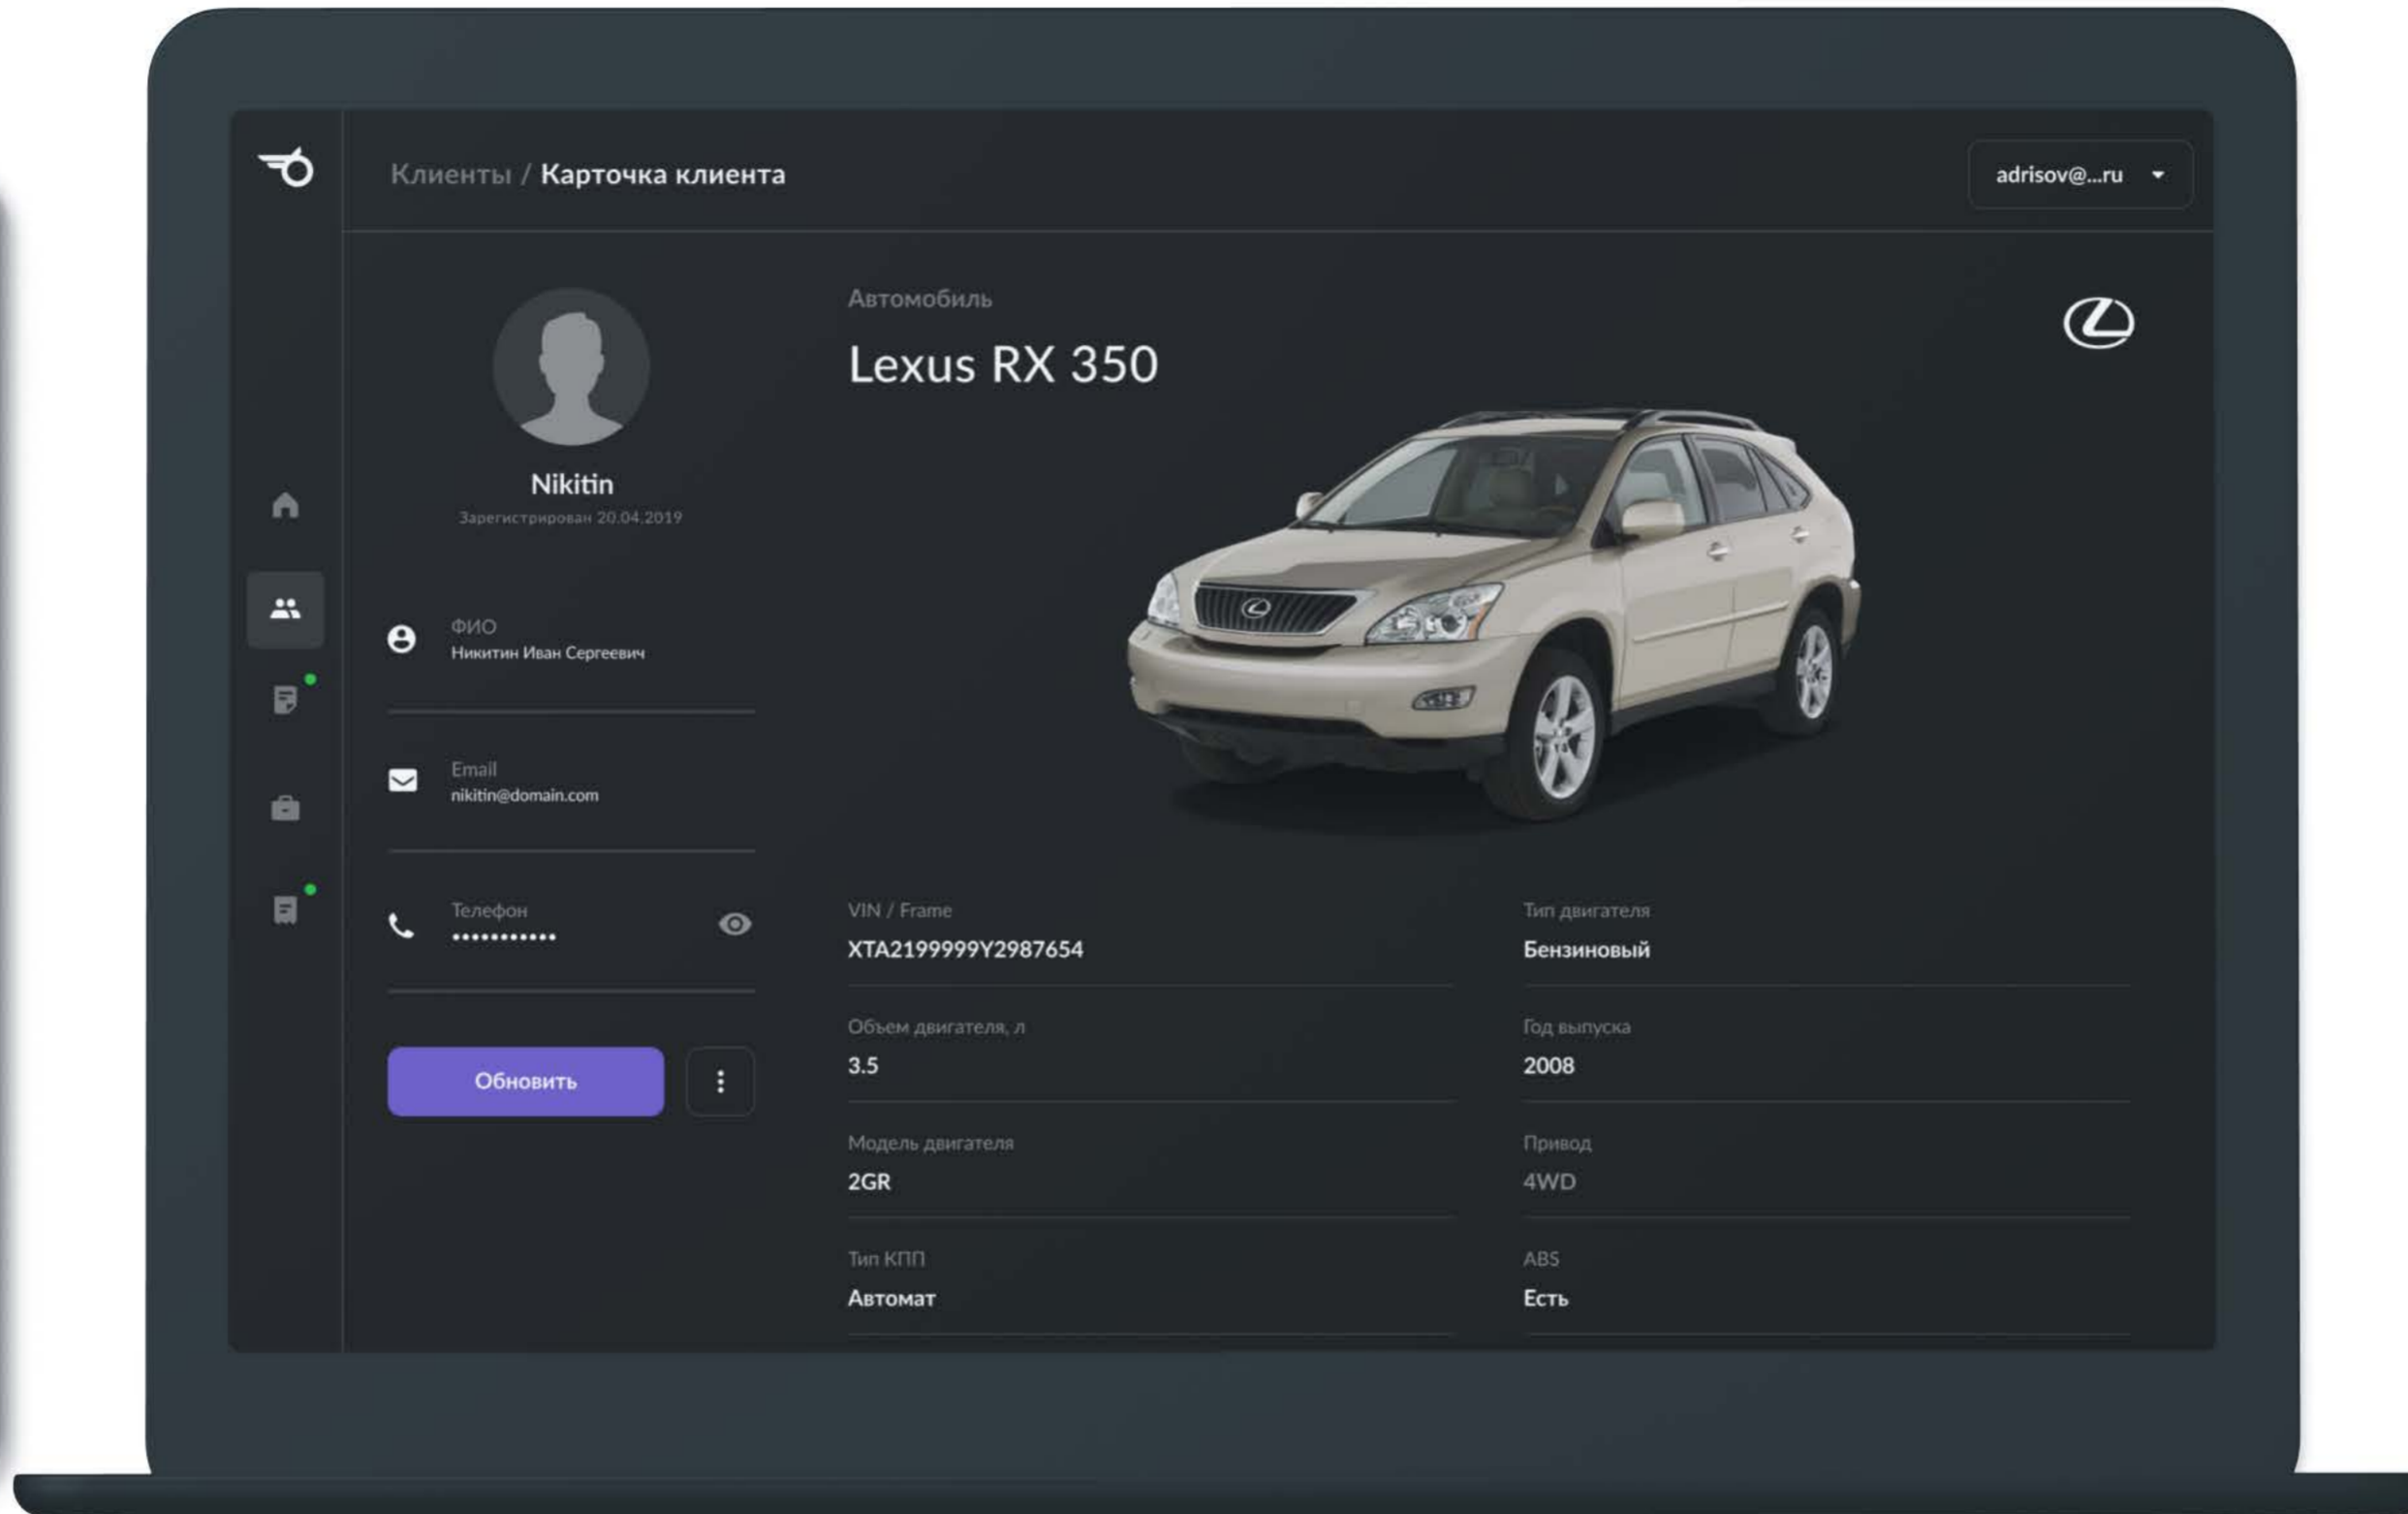 Клиенты / Карточка клиента
adrisov@...ru
Nikitin
Зарегистрирован 20.04.2019
ФИО
Никитин Иван Сергеевич
Email
nikitin@domain.com
Телефон
•••••••••••
Обновить
Автомобиль
Lexus RX 350
VIN / Frame
XTA2199999Y2987654
Тип двигателя
Бензиновый
Объем двигателя, л
3.5
Год выпуска
2008
Модель двигателя
2GR
Привод
4WD
Тип КПП
Автомат
ABS
Есть